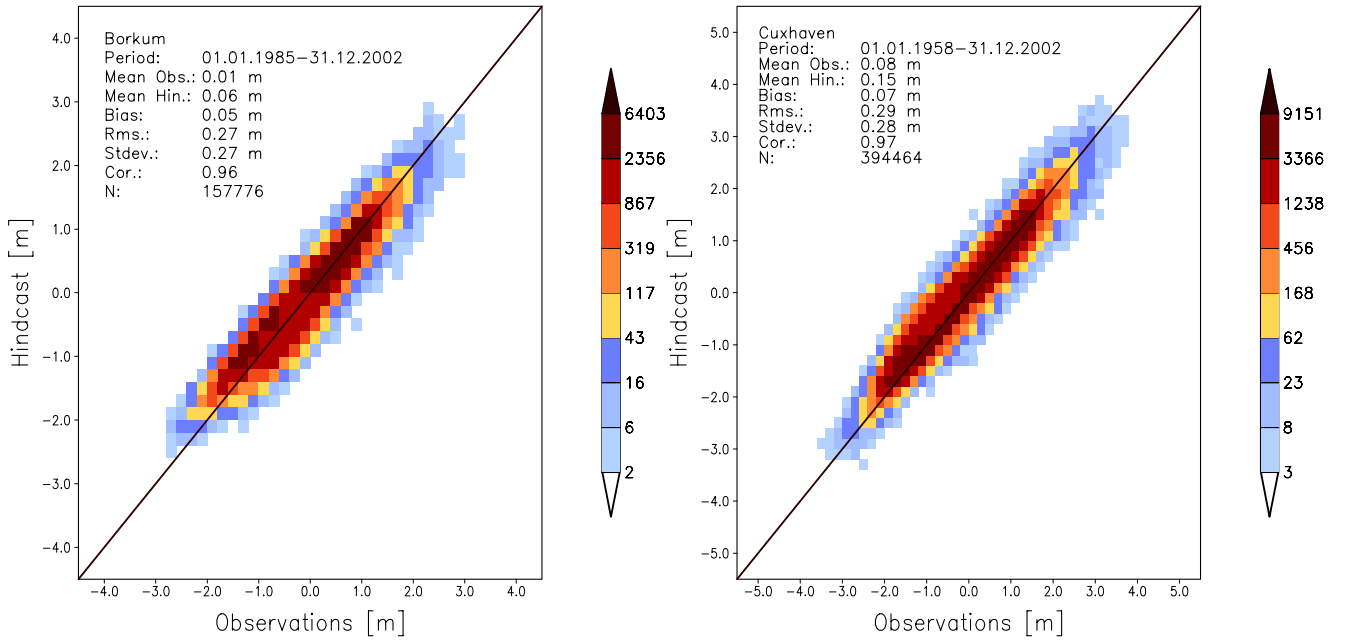 Borkum
Period: 01.01.1985−31.12.2002
Mean Obs.: 0.01 m
Mean Hin.: 0.06 m
Bias: 0.05 m
Rms.: 0.27 m
Stdev.: 0.27 m
Cor.: 0.96
N: 157776
4.0
3.0
2.0
1.0
0.0
−1.0
−2.0
−3.0
−4.0
Hindcast [m]
−4.0 −3.0 −2.0 −1.0 0.0 1.0 2.0 3.0 4.0
Observations [m]
6403
2356
867
319
117
43
16
6
2
Cuxhaven
Period: 01.01.1958−31.12.2002
Mean Obs.: 0.08 m
Mean Hin.: 0.15 m
Bias: 0.07 m
Rms.: 0.29 m
Stdev.: 0.28 m
Cor.: 0.97
N: 394464
5.0
4.0
3.0
2.0
1.0
0.0
−1.0
−2.0
−3.0
−4.0
−5.0
Hindcast [m]
−5.0 −4.0 −3.0 −2.0 −1.0 0.0 1.0 2.0 3.0 4.0 5.0
Observations [m]
9151
3366
1238
456
168
62
23
8
3